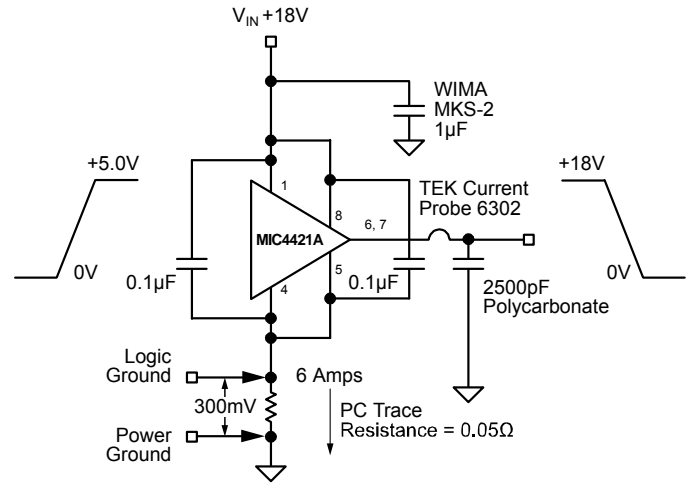 V_IN +18V
WIMA
MKS-2
1µF
+5.0V
0V
1
8
MIC4421A
6, 7
5
4
0.1µF
0.1µF
TEK Current
Probe 6302
+18V
0V
2500pF
Polycarbonate
Logic
Ground
300mV
Power
Ground
6 Amps
PC Trace
Resistance = 0.05Ω